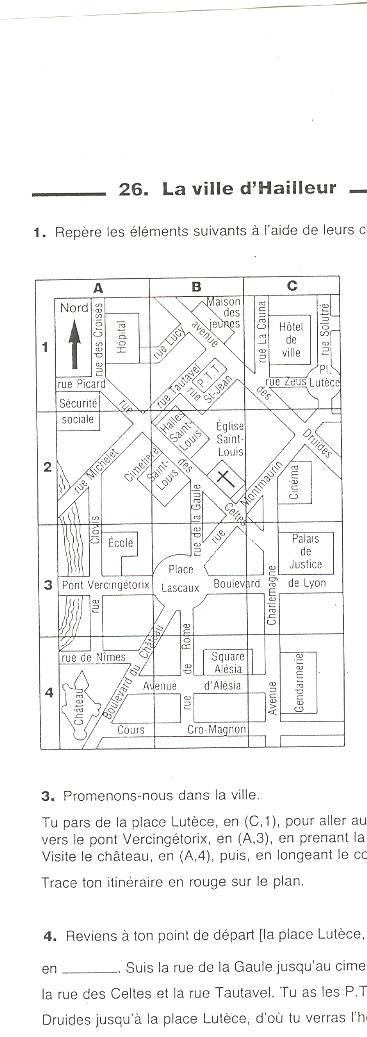 26. La ville d'Hailleur
1. Repère les éléments suivants à l'aide de leurs c
A B C
Nord
rue des Croisés
Hôpital
rue Lucy
avenue
Maison
des
jeunes
rue La Cauna
Hôtel
de
ville
rue Solutré
1
rue Picard
rue
rue Tautavel
P.T.T
rue St-Jean
des
rue Zaüs
Pl.
Lutèce
Sécurité
sociale
Halles
Saint-
Louis
Église
Saint-
Louis
Druides
2
rue Michelet
Cimetière
Saint-
Louis
des
Celtes
Montmaurin
Cinéma
rue de la Gaule
rue
Clovis
École
Palais
de
Justice
3
Pont Vercingétorix
Place
Lascaux
Boulevard
de Lyon
rue
Charlemagne
rue de Nîmes
Boulevard du Château
rue de Rome
Square
Alésia
Gendarmerie
4
Château
Avenue
d'Alésia
Avenue
Cours
Cro-Magnon
3. Promenons-nous dans la ville.
Tu pars de la place Lutèce, en (C,1), pour aller au
vers le pont Vercingétorix, en (A,3), en prenant la
Visite le château, en (A,4), puis, en longeant le co
Trace ton itinéraire en rouge sur le plan.
4. Reviens à ton point de départ [la place Lutèce,
en ______. Suis la rue de la Gaule jusqu'au cime
la rue des Celtes et la rue Tautavel. Tu as les P.T
Druides jusqu'à la place Lutèce, d'où tu verras l'h